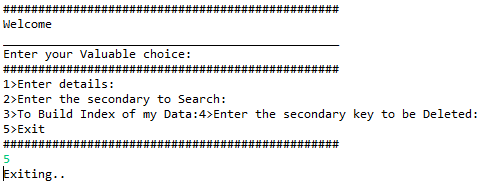 ################################################
Welcome
________________________________________________
Enter your Valuable choice:
################################################
1>Enter details:
2>Enter the secondary to Search:
3>To Build Index of my Data:4>Enter the secondary key to be Deleted:
5>Exit
################################################
5
Exiting..